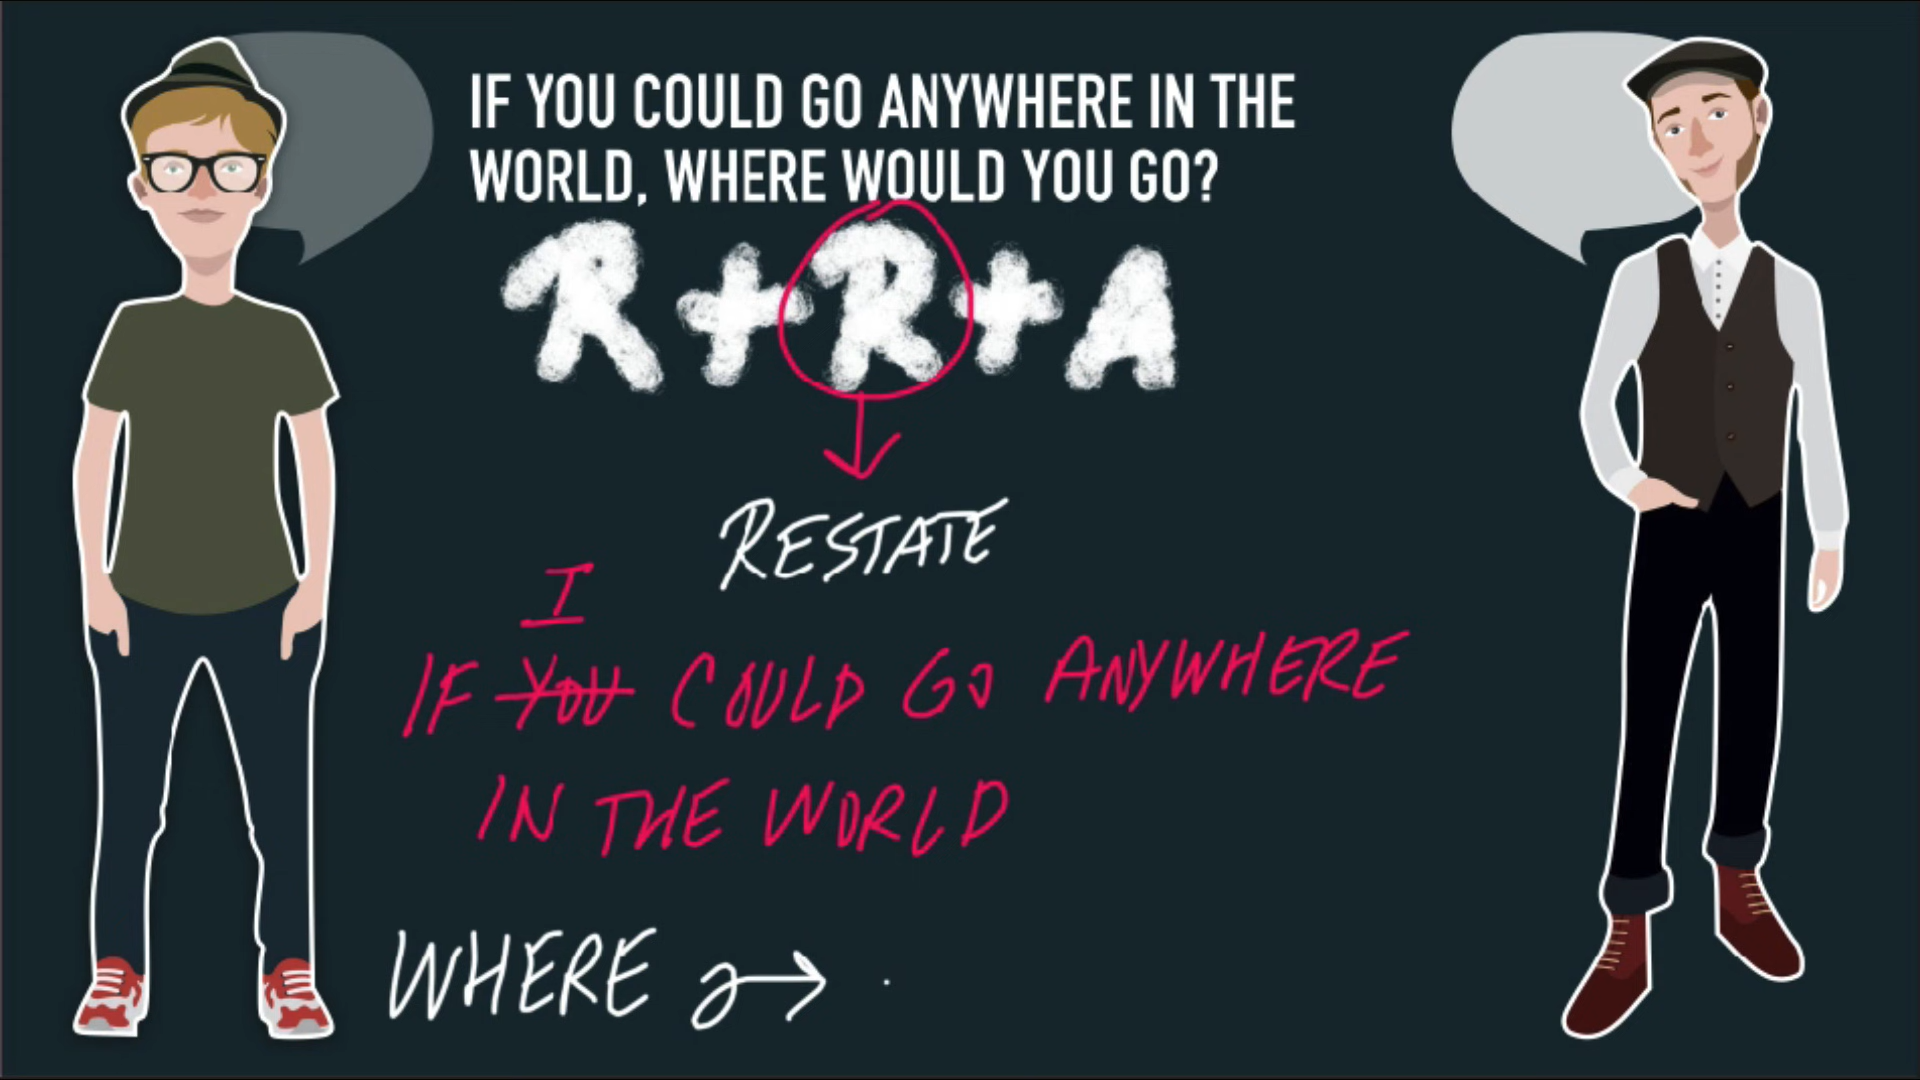 IF YOU COULD GO ANYWHERE IN THE
WORLD, WHERE WOULD YOU GO?
R+R+A
RESTATE
I
IF YOU COULD GO ANYWHERE
IN THE WORLD
WHERE →